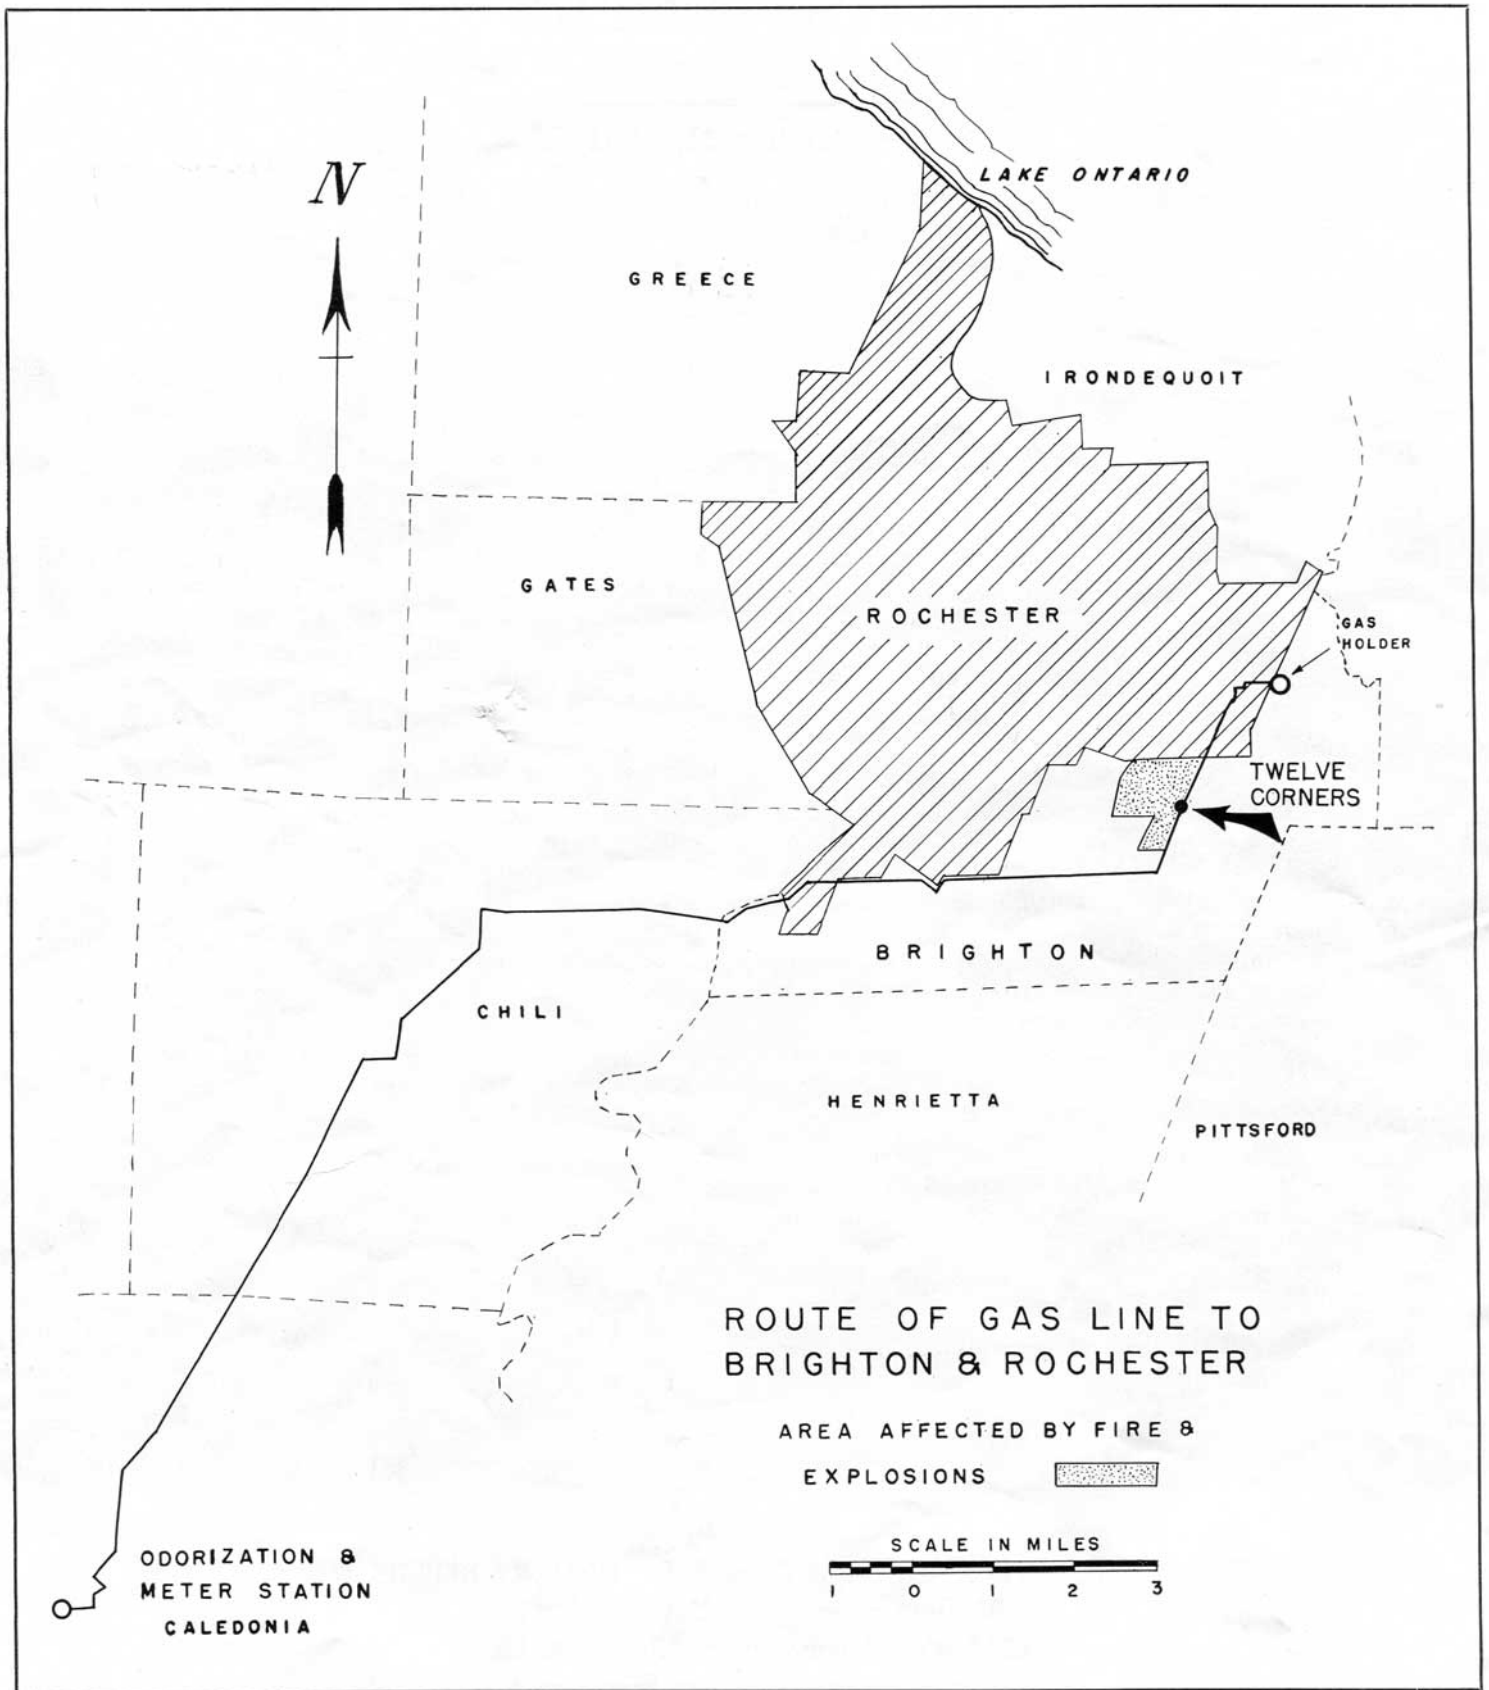 N
LAKE ONTARIO
GREECE
IRONDEQUOIT
GATES
ROCHESTER
GAS
HOLDER
TWELVE
CORNERS
BRIGHTON
CHILI
HENRIETTA
PITTSFORD
ROUTE OF GAS LINE TO
BRIGHTON & ROCHESTER
AREA AFFECTED BY FIRE &
EXPLOSIONS
SCALE IN MILES
1 0 1 2 3
ODORIZATION &
METER STATION
CALEDONIA